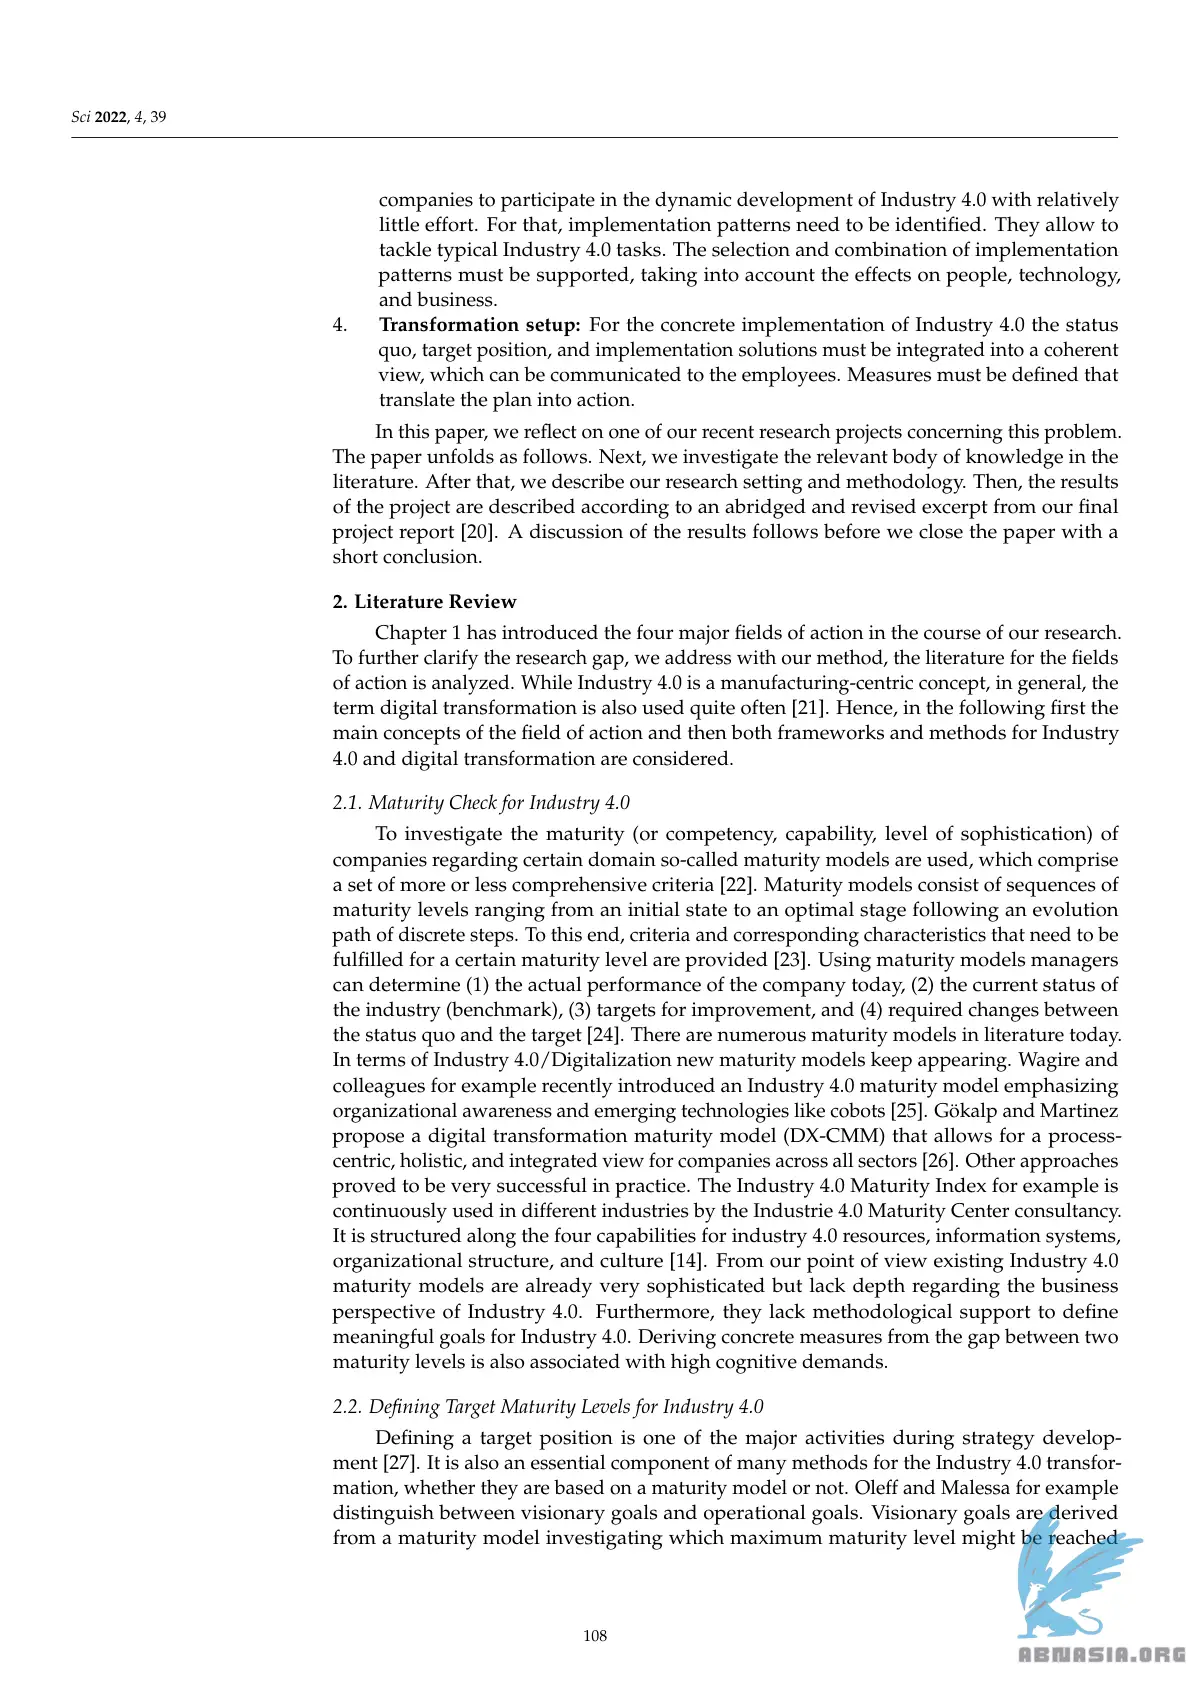 Sci 2022, 4, 39
companies to participate in the dynamic development of Industry 4.0 with relatively
little effort. For that, implementation patterns need to be identified. They allow to
tackle typical Industry 4.0 tasks. The selection and combination of implementation
patterns must be supported, taking into account the effects on people, technology,
and business.
4. Transformation setup: For the concrete implementation of Industry 4.0 the status
quo, target position, and implementation solutions must be integrated into a coherent
view, which can be communicated to the employees. Measures must be defined that
translate the plan into action.
In this paper, we reflect on one of our recent research projects concerning this problem.
The paper unfolds as follows. Next, we investigate the relevant body of knowledge in the
literature. After that, we describe our research setting and methodology. Then, the results
of the project are described according to an abridged and revised excerpt from our final
project report [20]. A discussion of the results follows before we close the paper with a
short conclusion.
2. Literature Review
Chapter 1 has introduced the four major fields of action in the course of our research.
To further clarify the research gap, we address with our method, the literature for the fields
of action is analyzed. While Industry 4.0 is a manufacturing-centric concept, in general, the
term digital transformation is also used quite often [21]. Hence, in the following first the
main concepts of the field of action and then both frameworks and methods for Industry
4.0 and digital transformation are considered.
2.1. Maturity Check for Industry 4.0
To investigate the maturity (or competency, capability, level of sophistication) of
companies regarding certain domain so-called maturity models are used, which comprise
a set of more or less comprehensive criteria [22]. Maturity models consist of sequences of
maturity levels ranging from an initial state to an optimal stage following an evolution
path of discrete steps. To this end, criteria and corresponding characteristics that need to be
fulfilled for a certain maturity level are provided [23]. Using maturity models managers
can determine (1) the actual performance of the company today, (2) the current status of
the industry (benchmark), (3) targets for improvement, and (4) required changes between
the status quo and the target [24]. There are numerous maturity models in literature today.
In terms of Industry 4.0/Digitalization new maturity models keep appearing. Wagire and
colleagues for example recently introduced an Industry 4.0 maturity model emphasizing
organizational awareness and emerging technologies like cobots [25]. Gökalp and Martinez
propose a digital transformation maturity model (DX-CMM) that allows for a process-
centric, holistic, and integrated view for companies across all sectors [26]. Other approaches
proved to be very successful in practice. The Industry 4.0 Maturity Index for example is
continuously used in different industries by the Industrie 4.0 Maturity Center consultancy.
It is structured along the four capabilities for industry 4.0 resources, information systems,
organizational structure, and culture [14]. From our point of view existing Industry 4.0
maturity models are already very sophisticated but lack depth regarding the business
perspective of Industry 4.0. Furthermore, they lack methodological support to define
meaningful goals for Industry 4.0. Deriving concrete measures from the gap between two
maturity levels is also associated with high cognitive demands.
2.2. Defining Target Maturity Levels for Industry 4.0
Defining a target position is one of the major activities during strategy develop-
ment [27]. It is also an essential component of many methods for the Industry 4.0 transfor-
mation, whether they are based on a maturity model or not. Oleff and Malessa for example
distinguish between visionary goals and operational goals. Visionary goals are derived
from a maturity model investigating which maximum maturity level might be reached
108
ABNASIA.ORG